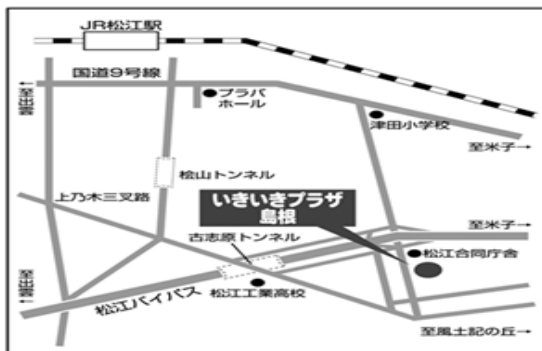 JR松江駅
国道9号線
至出雲
プラバ
ホール
津田小学校
至米子
桧山トンネル
上乃木三叉路
いきいきプラザ
島根
至米子
古志原トンネル
松江合同庁舎
至出雲
松江バイパス
松江工業高校
至風土記の丘